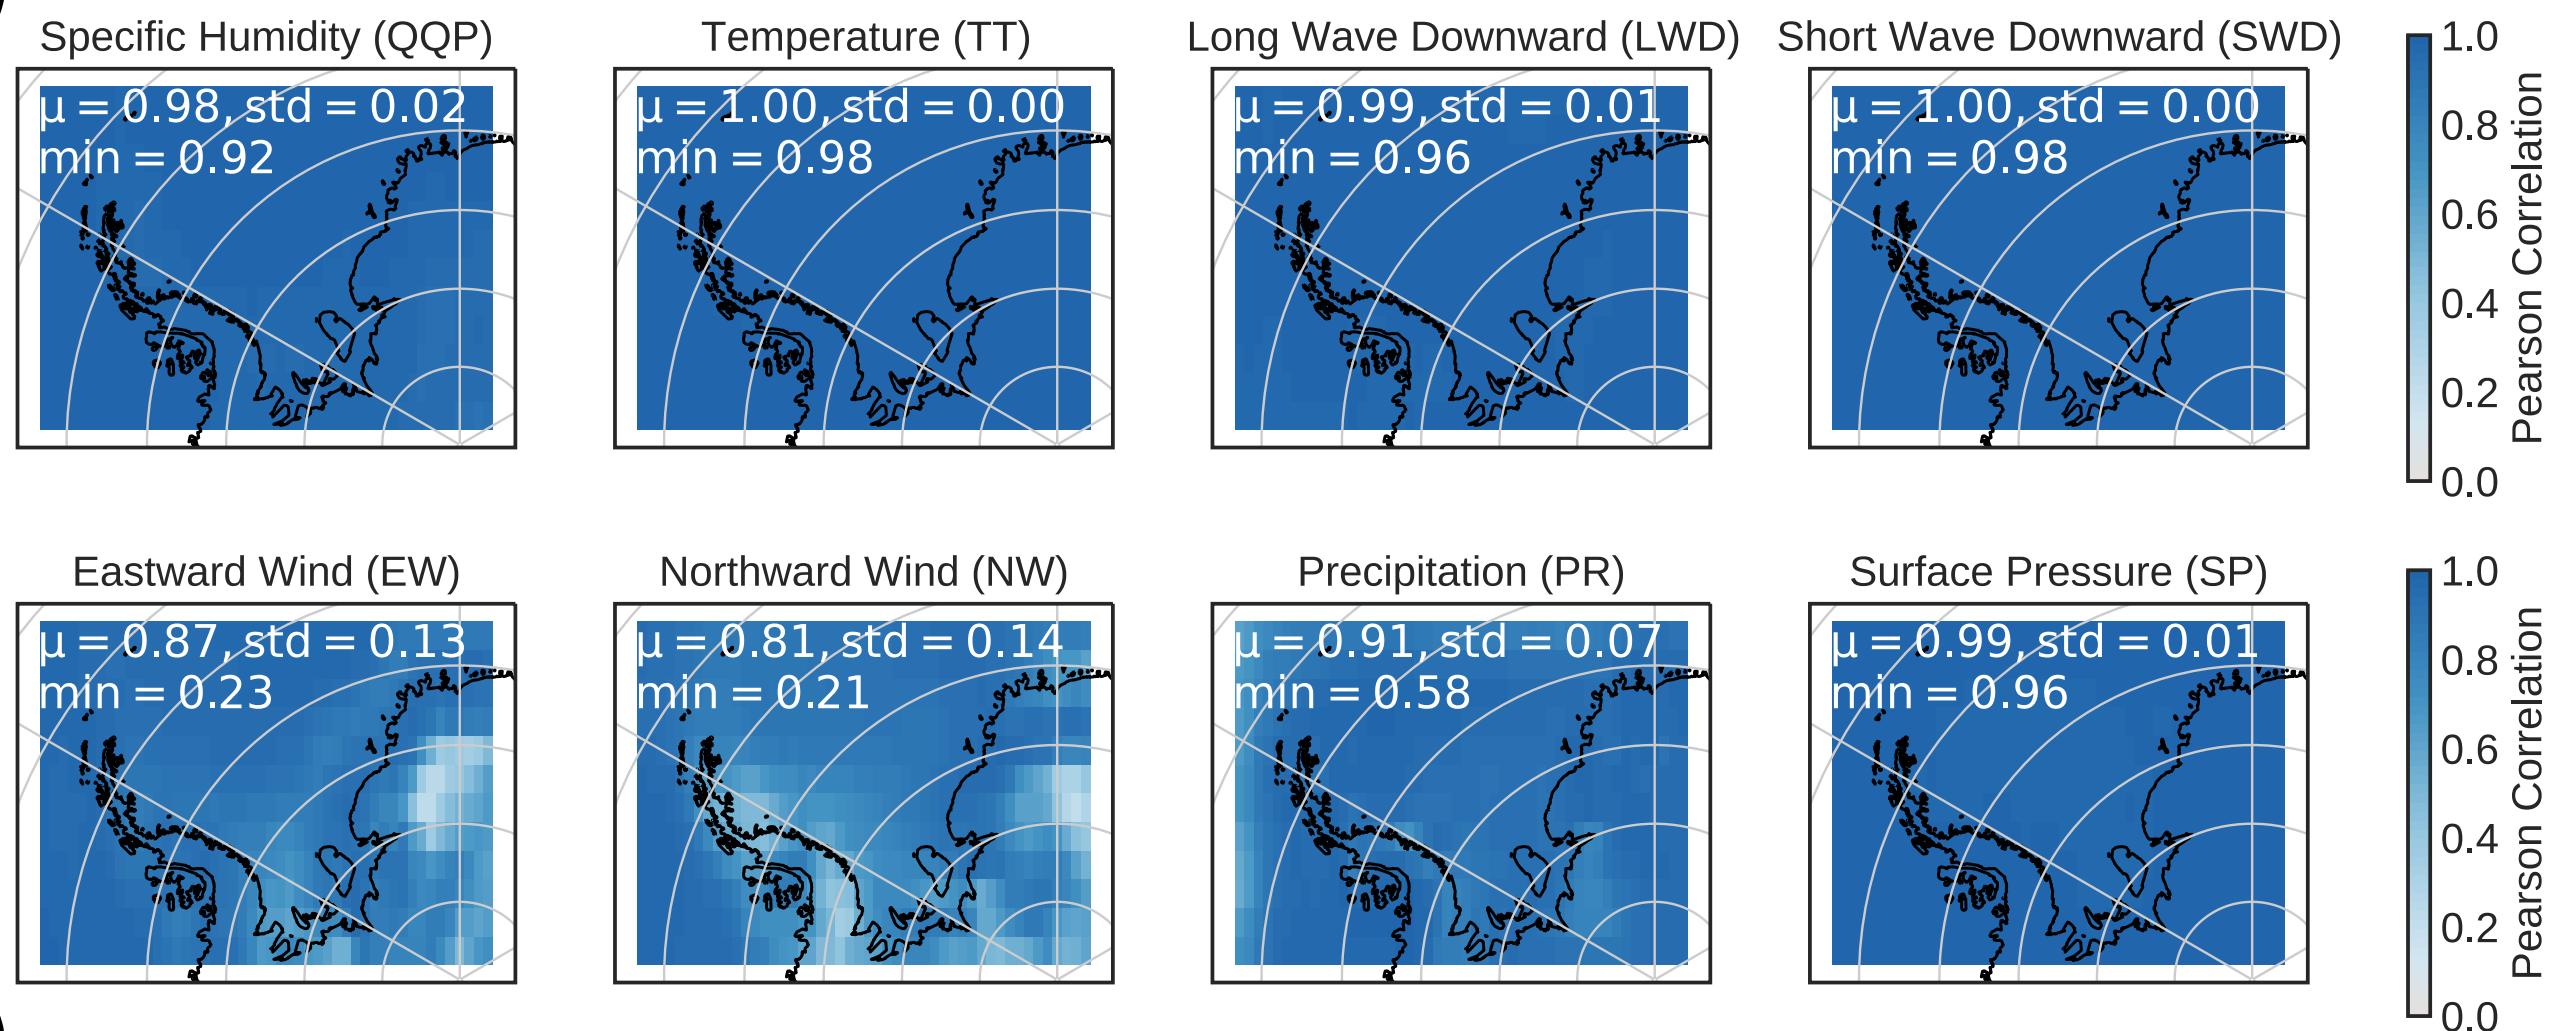 Specific Humidity (QQP)
μ = 0.98, std = 0.02
min = 0.92
Temperature (TT)
μ = 1.00, std = 0.00
min = 0.98
Long Wave Downward (LWD)
μ = 0.99, std = 0.01
min = 0.96
Short Wave Downward (SWD)
μ = 1.00, std = 0.00
min = 0.98
1.0
0.8
0.6
0.4
0.2
0.0
Pearson Correlation
Eastward Wind (EW)
μ = 0.87, std = 0.13
min = 0.23
Northward Wind (NW)
μ = 0.81, std = 0.14
min = 0.21
Precipitation (PR)
μ = 0.91, std = 0.07
min = 0.58
Surface Pressure (SP)
μ = 0.99, std = 0.01
min = 0.96
1.0
0.8
0.6
0.4
0.2
0.0
Pearson Correlation